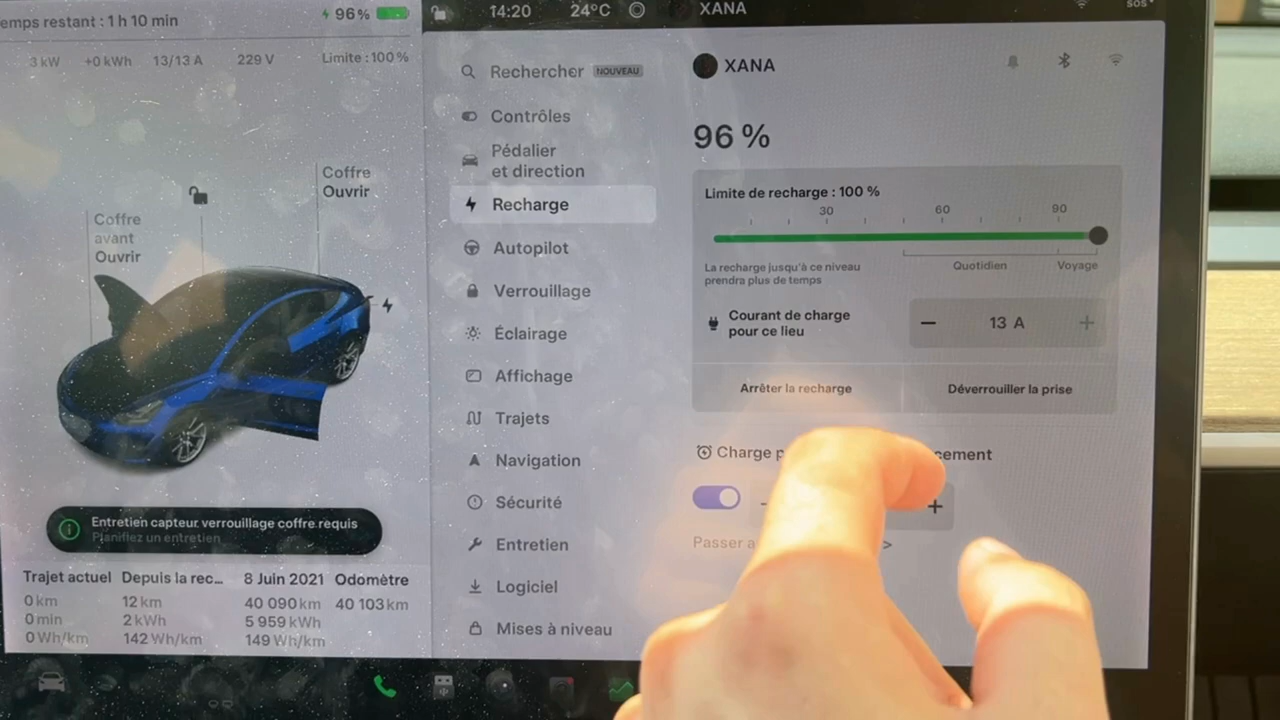 emps restant : 1 h 10 min
96 %
3 kW +0 kWh 13/13 A 229 V Limite : 100 %
Coffre
Ouvrir
Coffre
avant
Ouvrir
Entretien capteur verrouillage coffre requis
Planifiez un entretien
Trajet actuel Depuis la rec... 8 Juin 2021 Odomètre
0 km 12 km 40 090 km 40 103 km
0 min 2 kWh 5 959 kWh
0 Wh/km 142 Wh/km 149 Wh/km
14:20 24°C XANA sos
Rechercher NOUVEAU
Contrôles
Pédalier
et direction
Recharge
Autopilot
Verrouillage
Éclairage
Affichage
Trajets
Navigation
Sécurité
Entretien
Logiciel
Mises à niveau
XANA
96 %
Limite de recharge : 100 %
30 60 90
Quotidien Voyage
La recharge jusqu'à ce niveau
prendra plus de temps
Courant de charge
pour ce lieu
− 13 A +
Arrêter la recharge Déverrouiller la prise
Charge p cement
- +
Passer a >